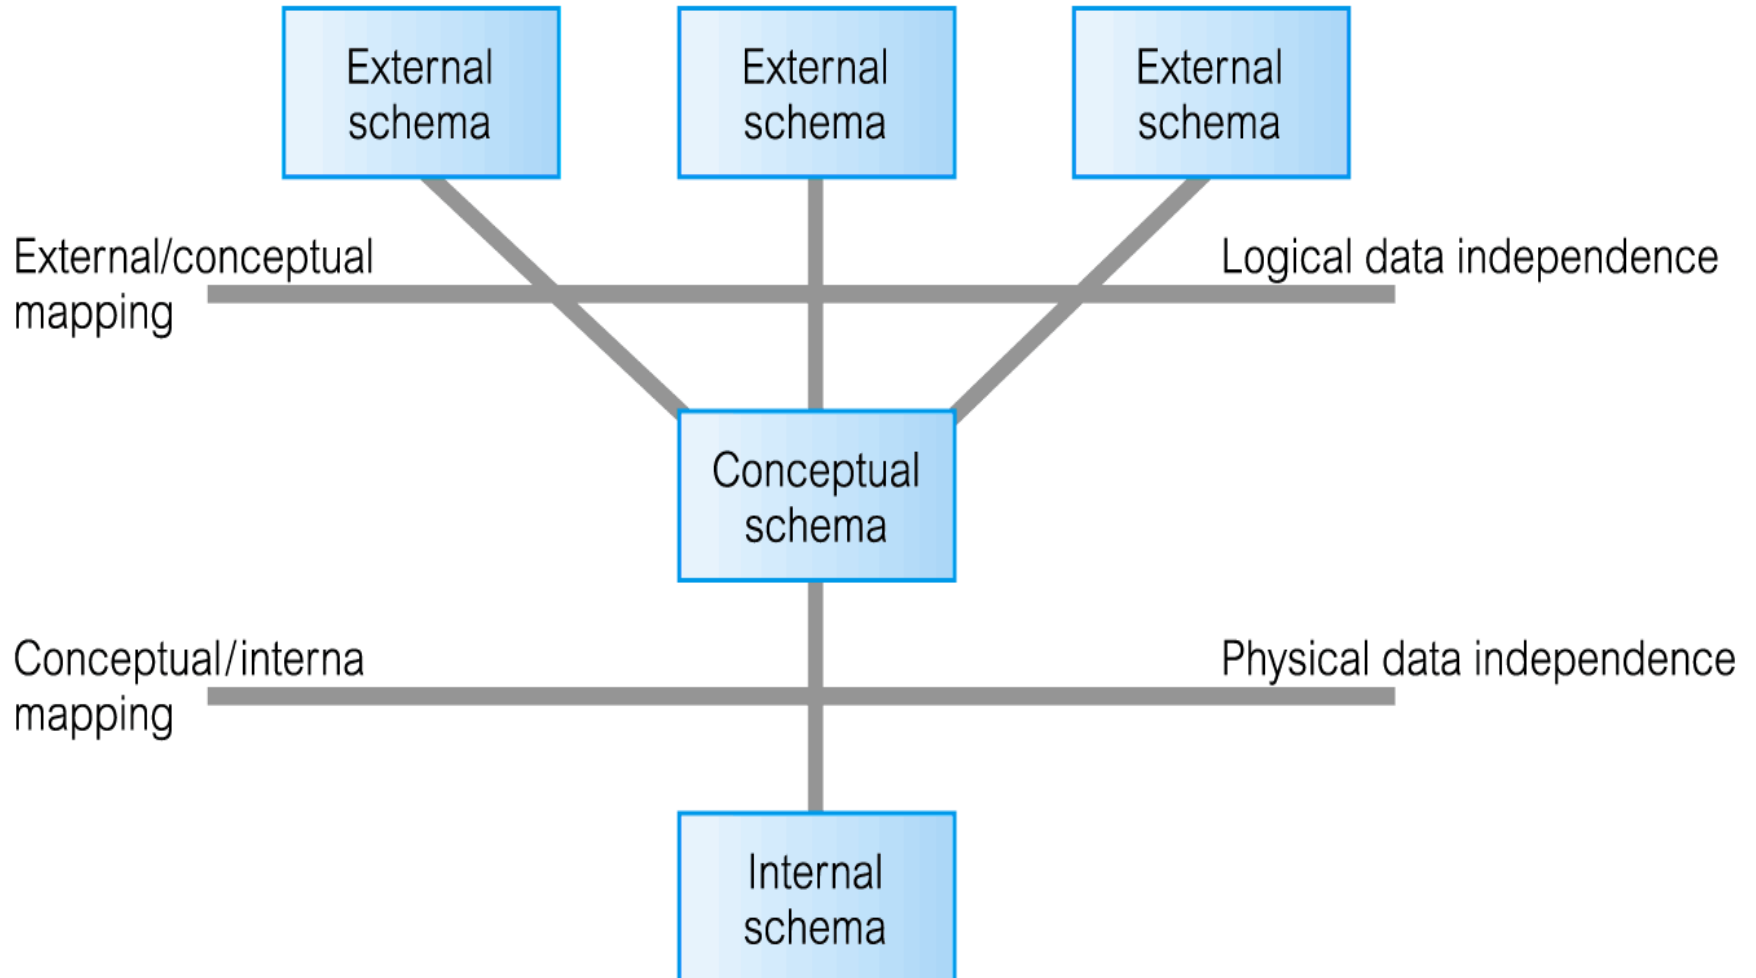 External
schema
External
schema
External
schema
External/conceptual
mapping
Logical data independence
Conceptual
schema
Conceptual/interna
mapping
Physical data independence
Internal
schema